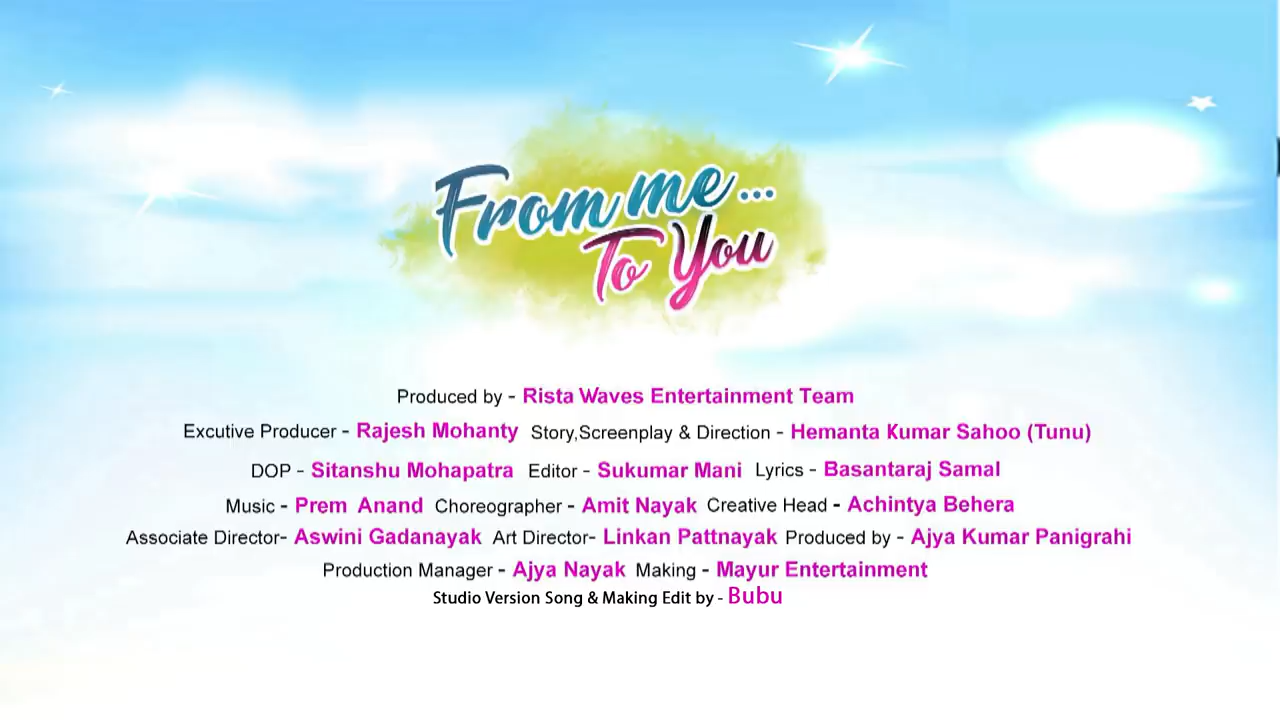 From me...
To You
Produced by - Rista Waves Entertainment Team
Excutive Producer - Rajesh Mohanty Story,Screenplay & Direction - Hemanta Kumar Sahoo (Tunu)
DOP - Sitanshu Mohapatra Editor - Sukumar Mani Lyrics - Basantaraj Samal
Music - Prem Anand Choreographer - Amit Nayak Creative Head - Achintya Behera
Associate Director- Aswini Gadanayak Art Director- Linkan Pattnayak Produced by - Ajya Kumar Panigrahi
Production Manager - Ajya Nayak Making - Mayur Entertainment
Studio Version Song & Making Edit by - Bubu